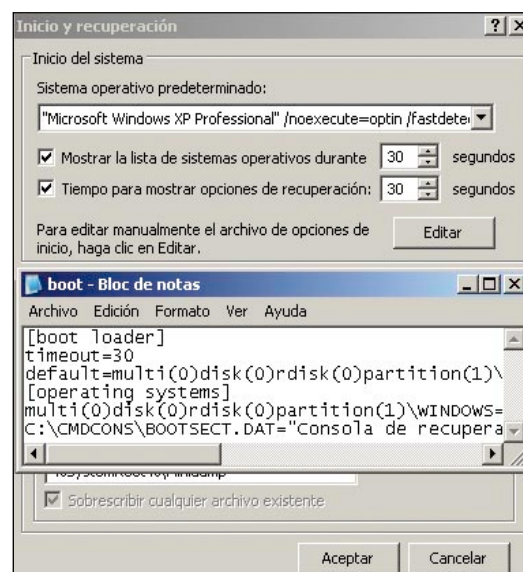 Inicio y recuperación
Inicio del sistema
Sistema operativo predeterminado:
"Microsoft Windows XP Professional" /noexecute=optin /fastdete
Mostrar la lista de sistemas operativos durante 30 segundos
Tiempo para mostrar opciones de recuperación: 30 segundos
Para editar manualmente el archivo de opciones de
inicio, haga clic en Editar.
Editar
boot - Bloc de notas
Archivo Edición Formato Ver Ayuda
[boot loader]
timeout=30
default=multi(0)disk(0)rdisk(0)partition(1)\
[operating systems]
multi(0)disk(0)rdisk(0)partition(1)\WINDOWS=
C:\CMDCONS\BOOTSECT.DAT="Consola de recupera
Sobrescribir cualquier archivo existente
Aceptar Cancelar